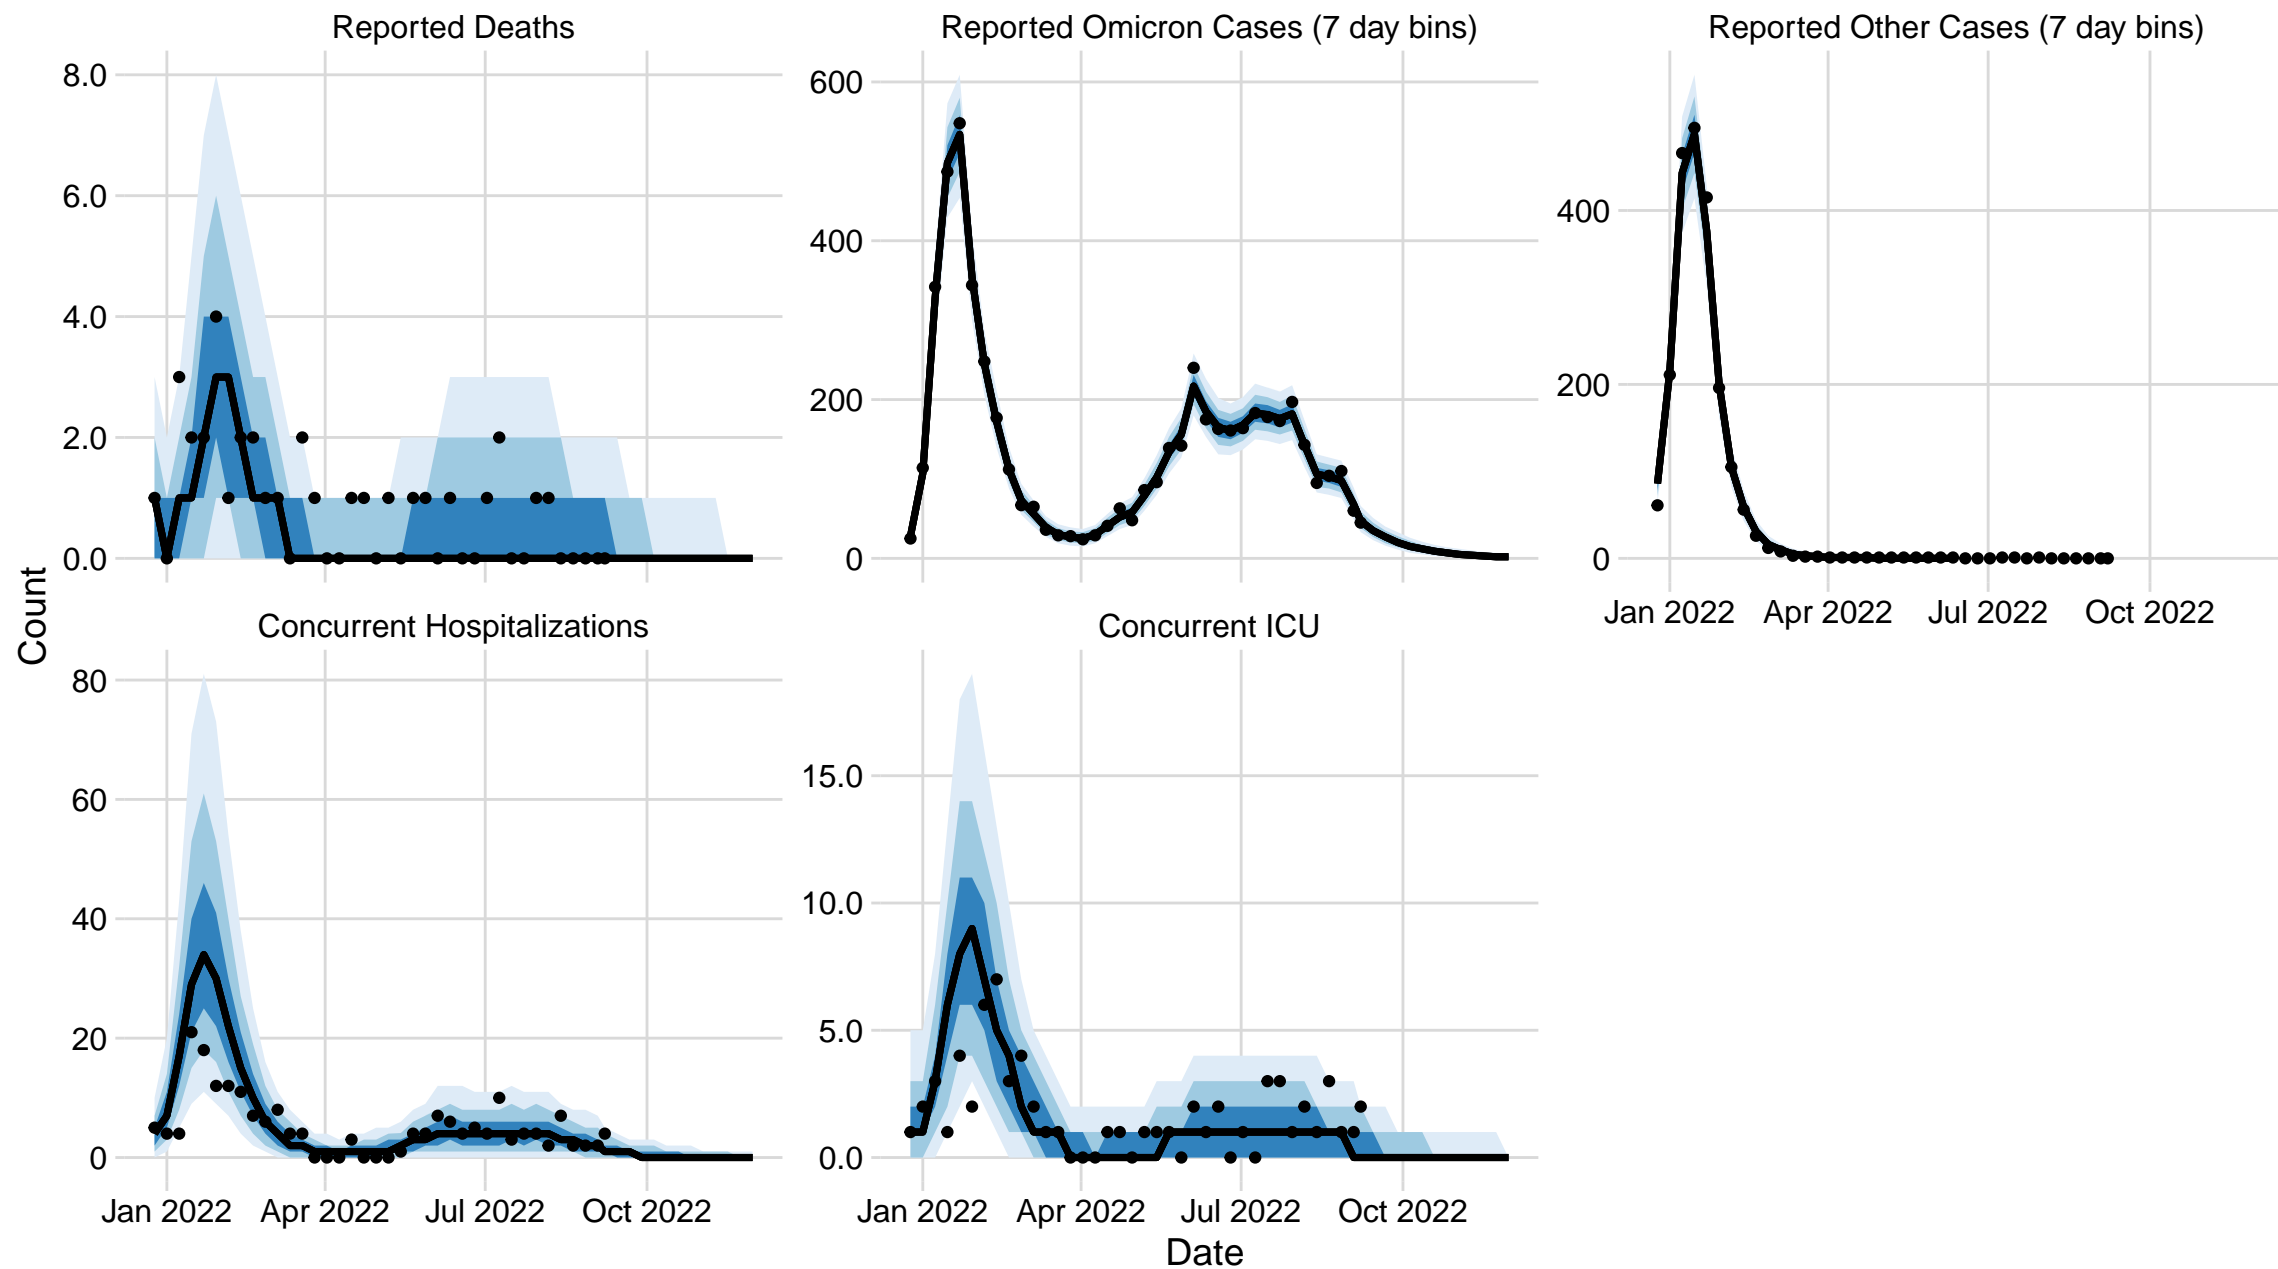 Reported Deaths
Reported Omicron Cases (7 day bins)
Reported Other Cases (7 day bins)
8.0
6.0
4.0
2.0
0.0
600
400
200
0
400
200
0
Jan 2022 Apr 2022 Jul 2022 Oct 2022
Count
Concurrent Hospitalizations
Concurrent ICU
80
60
40
20
0
15.0
10.0
5.0
0.0
Jan 2022 Apr 2022 Jul 2022 Oct 2022
Jan 2022 Apr 2022 Jul 2022 Oct 2022
Date